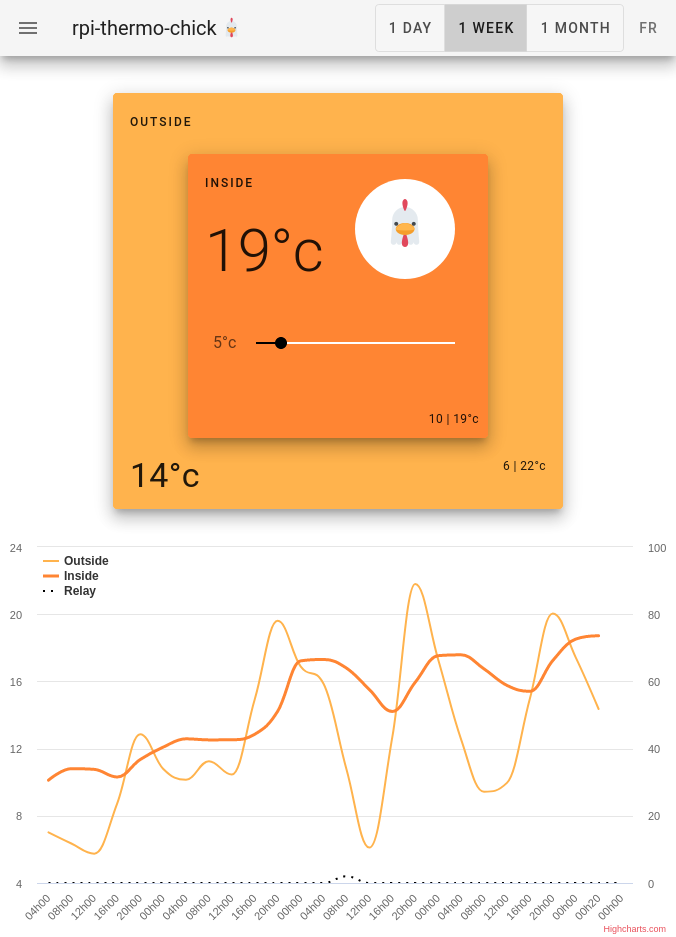 rpi-thermo-chick
1 DAY 1 WEEK 1 MONTH FR
OUTSIDE
INSIDE
19°c
5°c
10 | 19°c
14°c
6 | 22°c
24 100
Outside
Inside
Relay
20 80
16 60
12 40
8 20
4 0
04h00 08h00 12h00 16h00 20h00 00h00 04h00 08h00 12h00 16h00 20h00 00h00 04h00 08h00 12h00 16h00 20h00 00h00 04h00 08h00 12h00 16h00 20h00 00h00 00h20 00h00
Highcharts.com